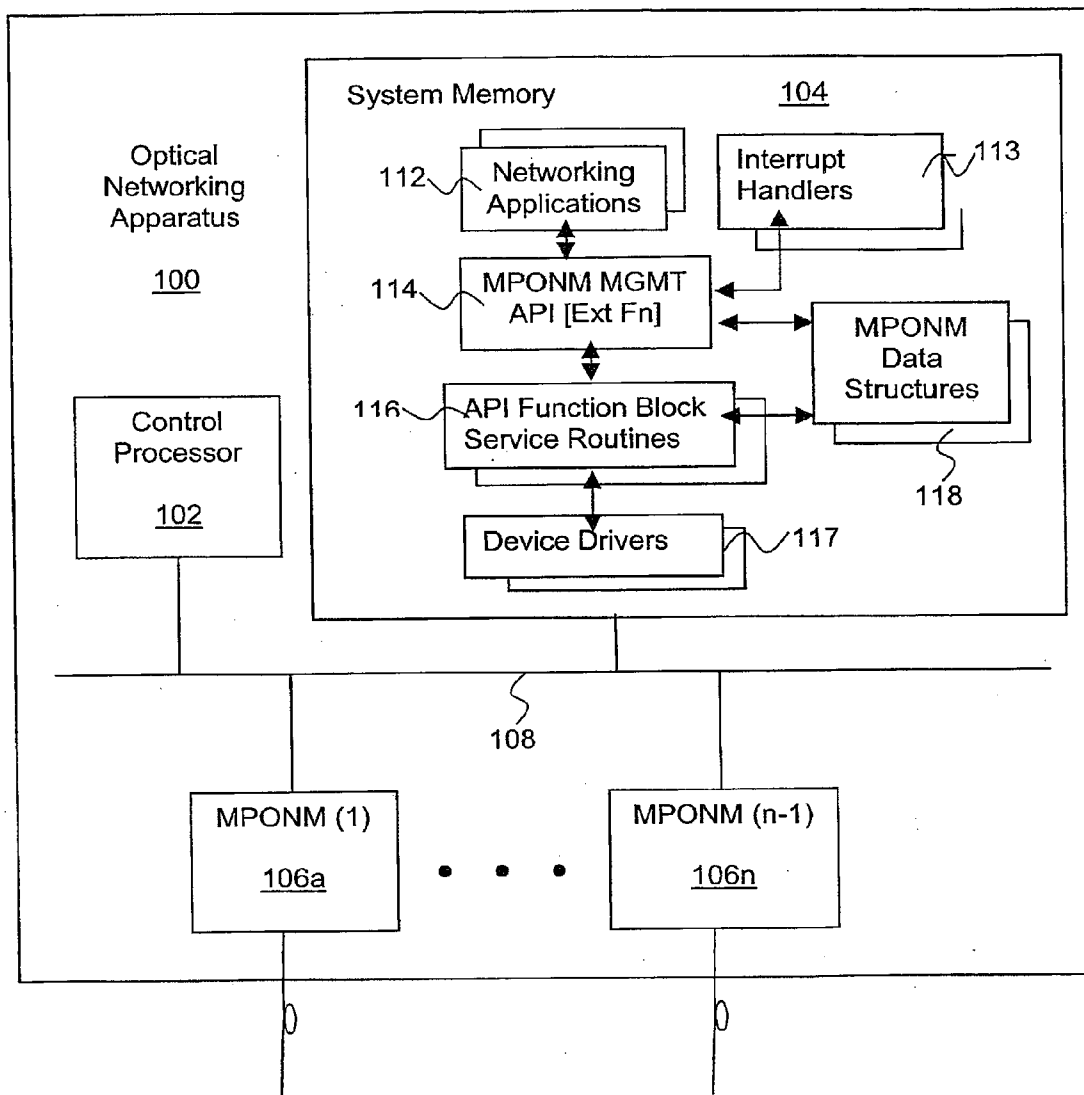 System Memory
104
Optical
Networking
Apparatus
100
112
Networking
Applications
Interrupt
Handlers
113
114
MPONM MGMT
API [Ext Fn]
MPONM
Data
Structures
118
116
API Function Block
Service Routines
Device Drivers
117
Control
Processor
102
108
MPONM (1)
106a
MPONM (n-1)
106n